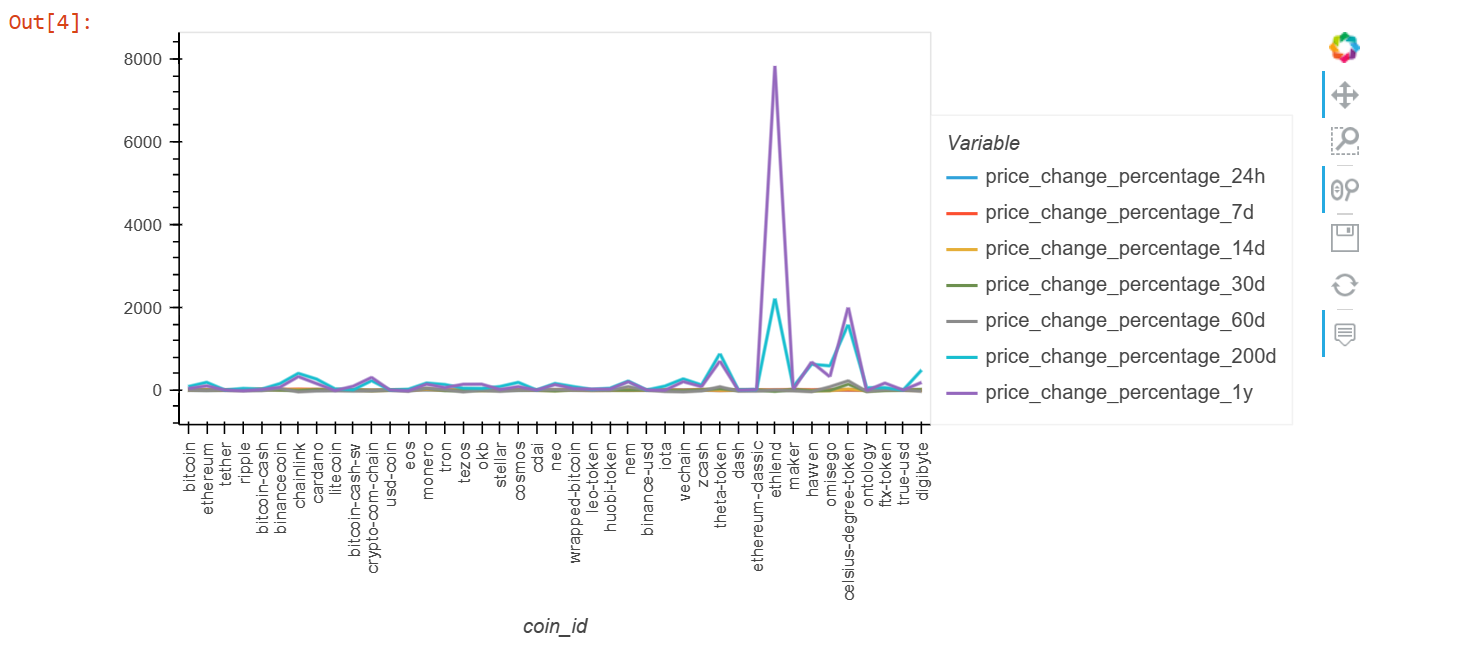 Out[4]:
8000
6000
4000
2000
0
Variable
price_change_percentage_24h
price_change_percentage_7d
price_change_percentage_14d
price_change_percentage_30d
price_change_percentage_60d
price_change_percentage_200d
price_change_percentage_1y
bitcoin
ethereum
tether
ripple
bitcoin-cash
binancecoin
chainlink
cardano
litecoin
bitcoin-cash-sv
crypto-com-chain
usd-coin
eos
monero
tron
tezos
okb
stellar
cosmos
cdai
neo
wrapped-bitcoin
leo-token
huobi-token
nem
binance-usd
iota
vechain
zcash
theta-token
dash
ethereum-classic
ethlend
maker
havven
omisego
celsius-degree-token
ontology
ftx-token
true-usd
digibyte
coin_id